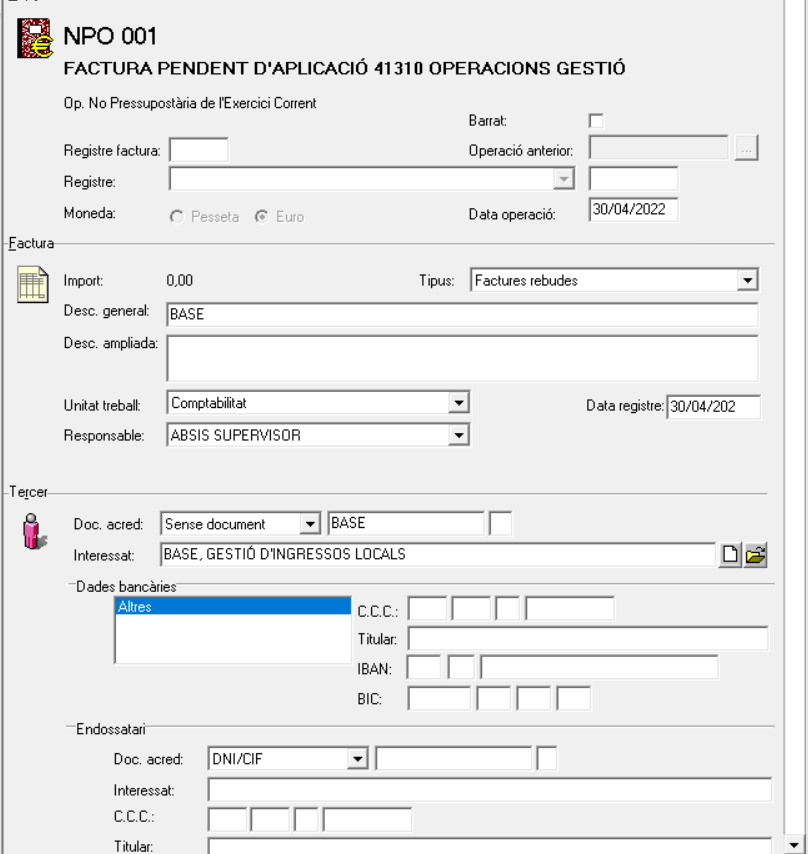 NPO 001
FACTURA PENDENT D'APLICACIÓ 41310 OPERACIONS GESTIÓ
Op. No Pressupostària de l'Exercici Corrent
Barrat:
Registre factura:
Operació anterior:
...
Registre:
Moneda:
Pesseta
Euro
Data operació:
30/04/2022
Factura
Import:
0,00
Tipus:
Factures rebudes
Desc. general:
BASE
Desc. ampliada:
Unitat treball:
Comptabilitat
Data registre:
30/04/202
Responsable:
ABSIS SUPERVISOR
Tercer
Doc. acred:
Sense document
BASE
Interessat:
BASE, GESTIÓ D'INGRESSOS LOCALS
Dades bancàries
Altres
C.C.C.:
Titular:
IBAN:
BIC:
Endossatari
Doc. acred:
DNI/CIF
Interessat:
C.C.C.:
Titular: